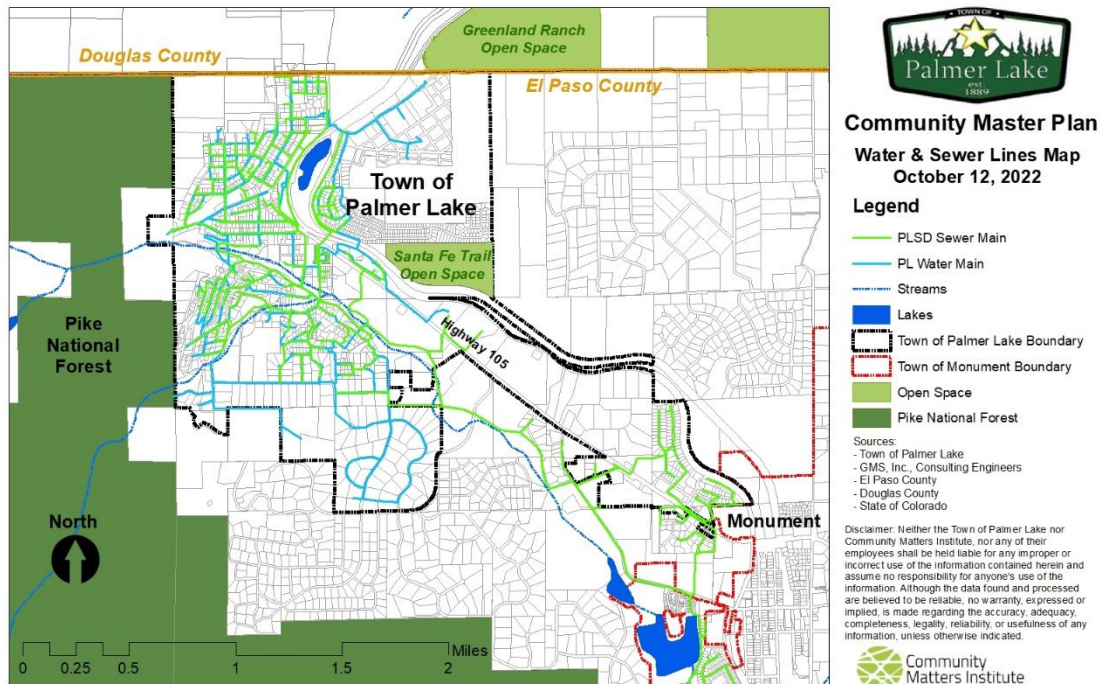 Greenland Ranch
Open Space
Douglas County
El Paso County
Town of
Palmer Lake
Santa Fe Trail
Open Space
Pike
National
Forest
Highway 105
North
Monument
0 0.25 0.5 1 1.5 2 Miles
TOWN OF
Palmer Lake
est
1889
Community Master Plan
Water & Sewer Lines Map
October 12, 2022
Legend
PLSD Sewer Main
PL Water Main
Streams
Lakes
Town of Palmer Lake Boundary
Town of Monument Boundary
Open Space
Pike National Forest
Sources:
- Town of Palmer Lake
- GMS, Inc., Consulting Engineers
- El Paso County
- Douglas County
- State of Colorado
Disclaimer: Neither the Town of Palmer Lake nor
Community Matters Institute, nor any of their
employees shall be held liable for any improper or
incorrect use of the information contained herein and
assume no responsibility for anyone's use of the
information. Although the data found and processed
are believed to be reliable, no warranty, expressed or
implied, is made regarding the accuracy, adequacy,
completeness, legality, reliability, or usefulness of any
information, unless otherwise indicated.
Community
Matters Institute